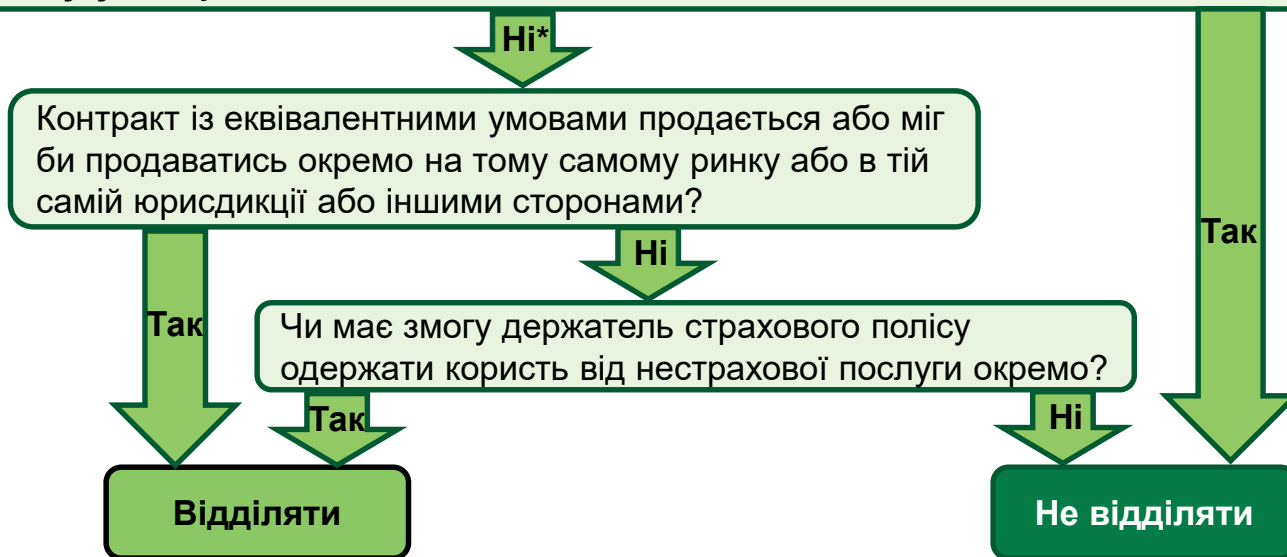 Ні*
Контракт із еквівалентними умовами продається або міг
би продаватись окремо на тому самому ринку або в тій
самій юрисдикції або іншими сторонами?
Так
Ні
Так
Чи має змогу держатель страхового полісу
одержати користь від нестрахової послуги окремо?
Так
Ні
Відділяти
Не відділяти